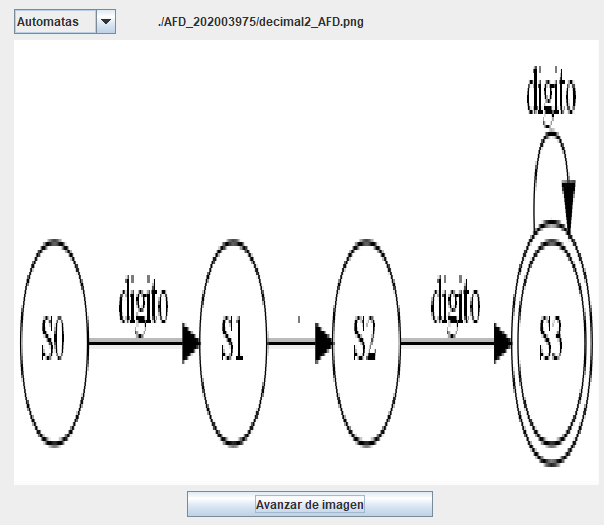 Automatas ./AFD_202003975/decimal2_AFD.png
digito
digito . digito
S0 S1 S2 S3
Avanzar de imagen